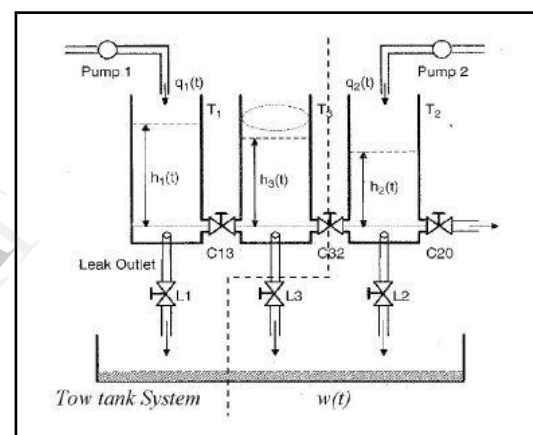 Pump 1
Pump 2
q1(t)
q2(t)
T1
T3
T2
h1(t)
h3(t)
h2(t)
C13
C32
C20
Leak Outlet
L1
L3
L2
Tow tank System
w(t)